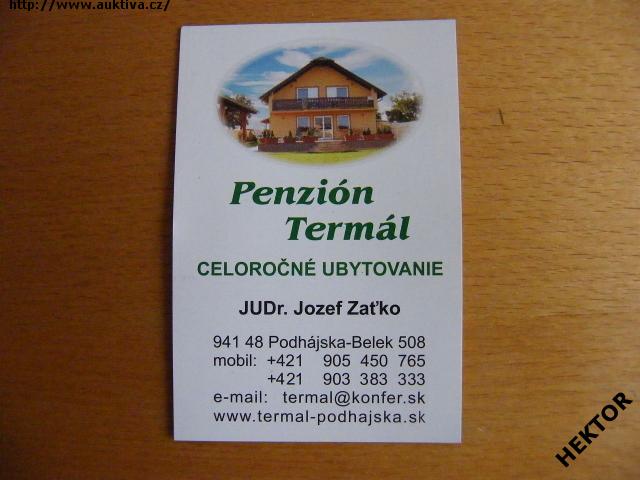 http://www.auktiva.cz/
Penzión
Termál
CELOROČNÉ UBYTOVANIE
JUDr. Jozef Zaťko
941 48 Podhájska-Belek 508
mobil: +421 905 450 765
+421 903 383 333
e-mail: termal@konfer.sk
www.termal-podhajska.sk
HEKTOR